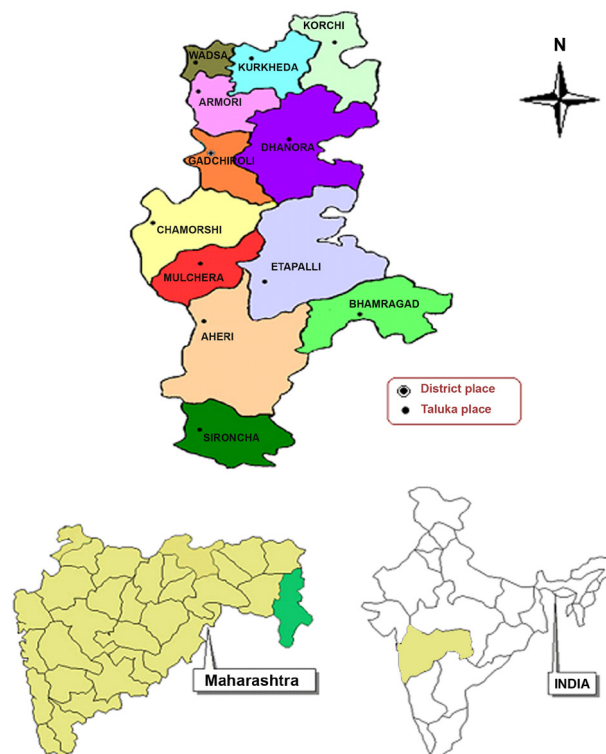 KORCHI
N
WADSA
KURKHEDA
ARMORI
DHANORA
GADCHIROLI
CHAMORSHI
ETAPALLI
MULCHERA
BHAMRAGAD
AHERI
District place
Taluka place
SIRONCHA
Maharashtra
INDIA